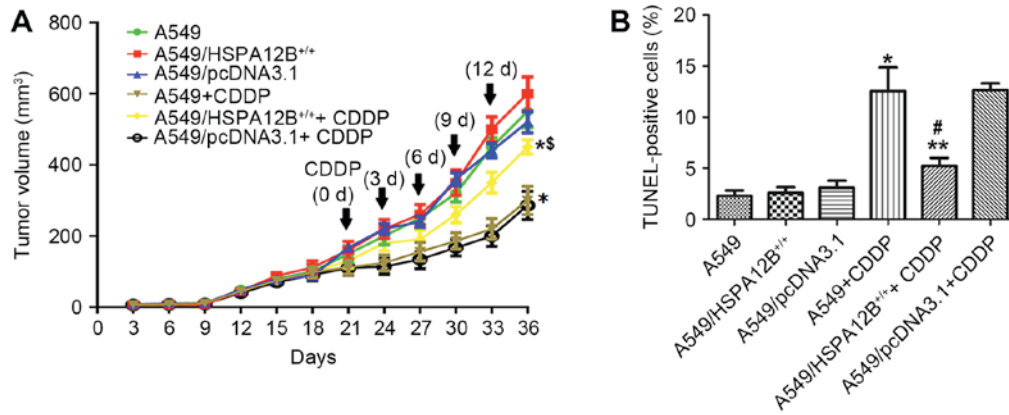 A
Tumor volume (mm³)
800
600
400
200
0
A549
A549/HSPA12B+/+
A549/pcDNA3.1
A549+CDDP
A549/HSPA12B+/++ CDDP
A549/pcDNA3.1+ CDDP
CDDP
(0 d)
(3 d)
(6 d)
(9 d)
(12 d)
*$
*
0 3 6 9 12 15 18 21 24 27 30 33 36
Days
B
TUNEL-positive cells (%)
20
15
10
5
0
*
#
**
A549
A549/HSPA12B+/+
A549/pcDNA3.1
A549+CDDP
A549/HSPA12B+/++ CDDP
A549/pcDNA3.1+CDDP